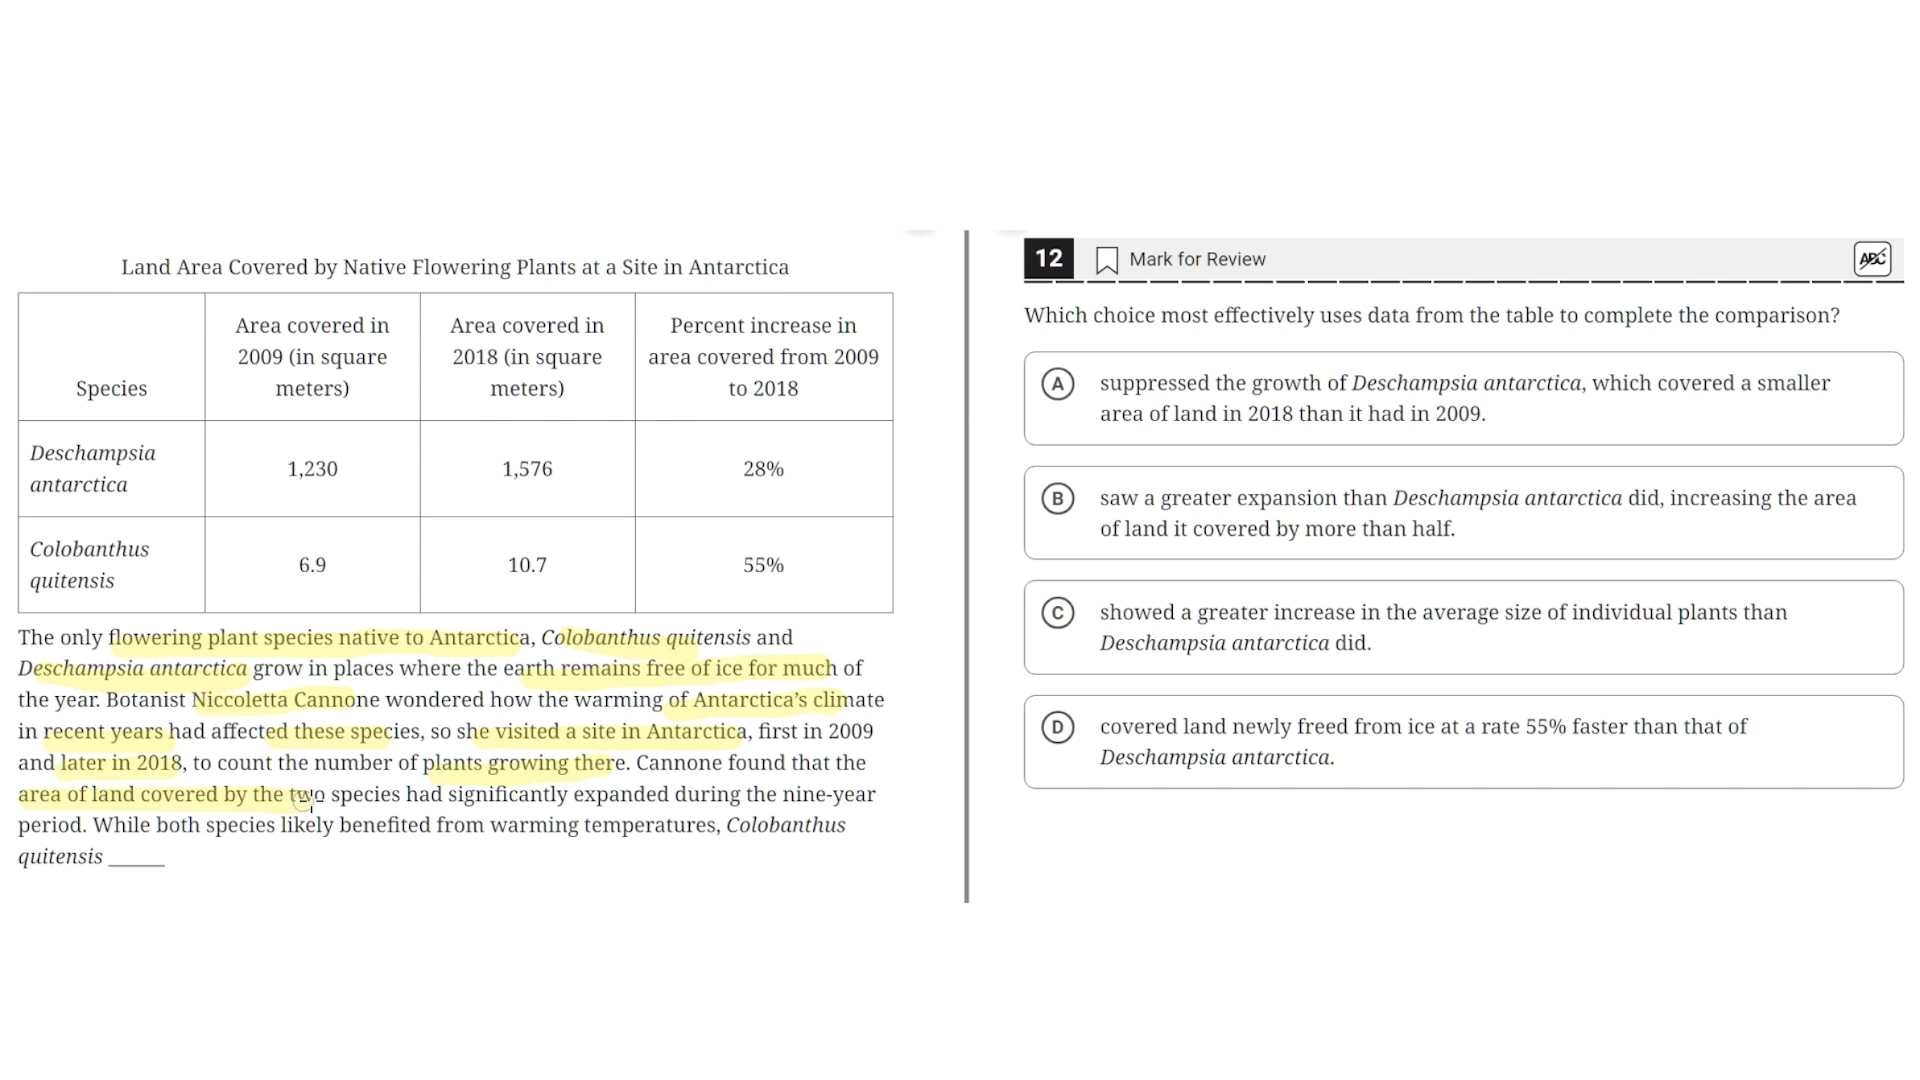 Land Area Covered by Native Flowering Plants at a Site in Antarctica
Species
Area covered in
2009 (in square
meters)
Area covered in
2018 (in square
meters)
Percent increase in
area covered from 2009
to 2018
Deschampsia
antarctica
1,230
1,576
28%
Colobanthus
quitensis
6.9
10.7
55%
The only flowering plant species native to Antarctica, Colobanthus quitensis and
Deschampsia antarctica grow in places where the earth remains free of ice for much of
the year. Botanist Niccoletta Cannone wondered how the warming of Antarctica’s climate
in recent years had affected these species, so she visited a site in Antarctica, first in 2009
and later in 2018, to count the number of plants growing there. Cannone found that the
area of land covered by the two species had significantly expanded during the nine-year
period. While both species likely benefited from warming temperatures, Colobanthus
quitensis ______
12 Mark for Review ABC
Which choice most effectively uses data from the table to complete the comparison?
A suppressed the growth of Deschampsia antarctica, which covered a smaller
area of land in 2018 than it had in 2009.
B saw a greater expansion than Deschampsia antarctica did, increasing the area
of land it covered by more than half.
C showed a greater increase in the average size of individual plants than
Deschampsia antarctica did.
D covered land newly freed from ice at a rate 55% faster than that of
Deschampsia antarctica.